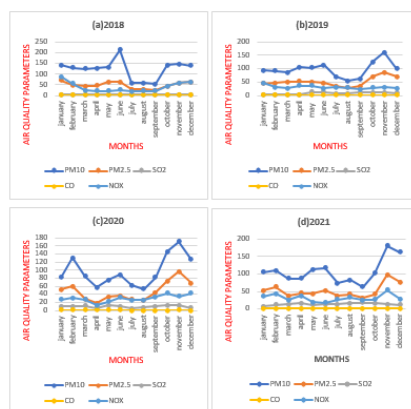 (a)2018
AIR QUALITY PARAMETERS
250
200
150
100
50
0
january
february
march
april
may
june
july
august
september
october
november
december
MONTHS
PM10 PM2.5 SO2
CO NOX
(b)2019
AIR QUALITY PARAMETERS
200
150
100
50
0
january
february
march
april
may
june
july
august
september
october
november
december
MONTHS
PM10 PM2.5 SO2
CO NOX
(c)2020
AIR QUALITY PARAMETERS
180
160
140
120
100
80
60
40
20
0
january
february
march
april
may
june
july
august
september
october
november
december
MONTHS
PM10 PM2.5 SO2
CO NOX
(d)2021
AIR QUALITY PARAMETERS
200
150
100
50
0
january
february
march
april
may
june
july
august
september
october
november
december
MONTHS
PM10 PM2.5 SO2
CO NOX